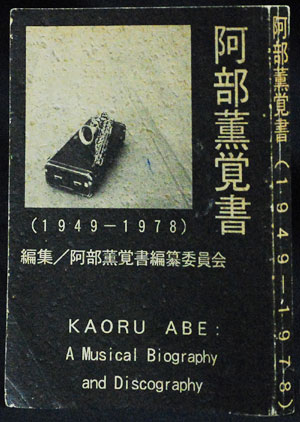 阿部薫覚書
(1949－1978)
編集／阿部薫覚書編纂委員会
KAORU ABE:
A Musical Biography
and Discography
阿部薫覚書(1949－1978)